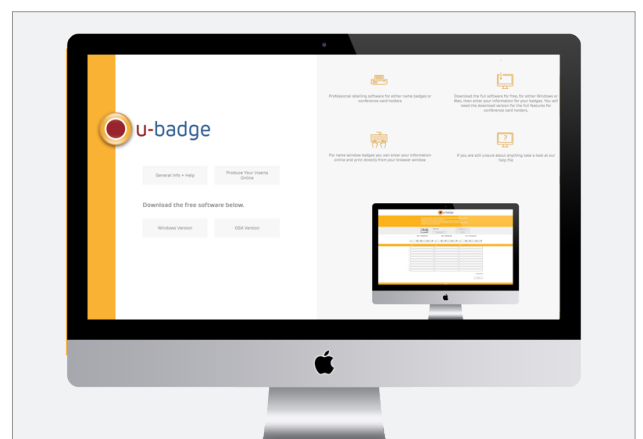 u-badge
General Info + Help
Produce Your Inserts
Online
Download the free software below.
Windows Version
OSX Version
Professional labelling software for either name badges or
conference card holders.
Download the full software for free, for either Windows or
Mac, then enter your information for your badges. You will
need the download version for the full features for
conference card holders.
For name window badges you can enter your information
online and print directly from your browser window
If you are still unsure about anything take a look at our
help file